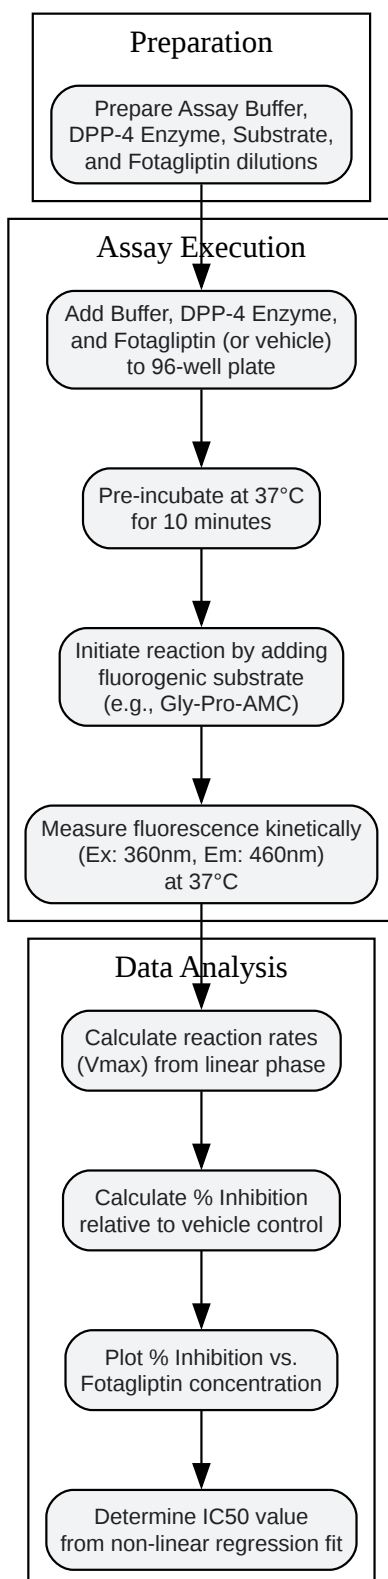 Preparation
Prepare Assay Buffer,
DPP-4 Enzyme, Substrate,
and Fotagliptin dilutions
Assay Execution
Add Buffer, DPP-4 Enzyme,
and Fotagliptin (or vehicle)
to 96-well plate
Pre-incubate at 37°C
for 10 minutes
Initiate reaction by adding
fluorogenic substrate
(e.g., Gly-Pro-AMC)
Measure fluorescence kinetically
(Ex: 360nm, Em: 460nm)
at 37°C
Data Analysis
Calculate reaction rates
(Vmax) from linear phase
Calculate % Inhibition
relative to vehicle control
Plot % Inhibition vs.
Fotagliptin concentration
Determine IC50 value
from non-linear regression fit